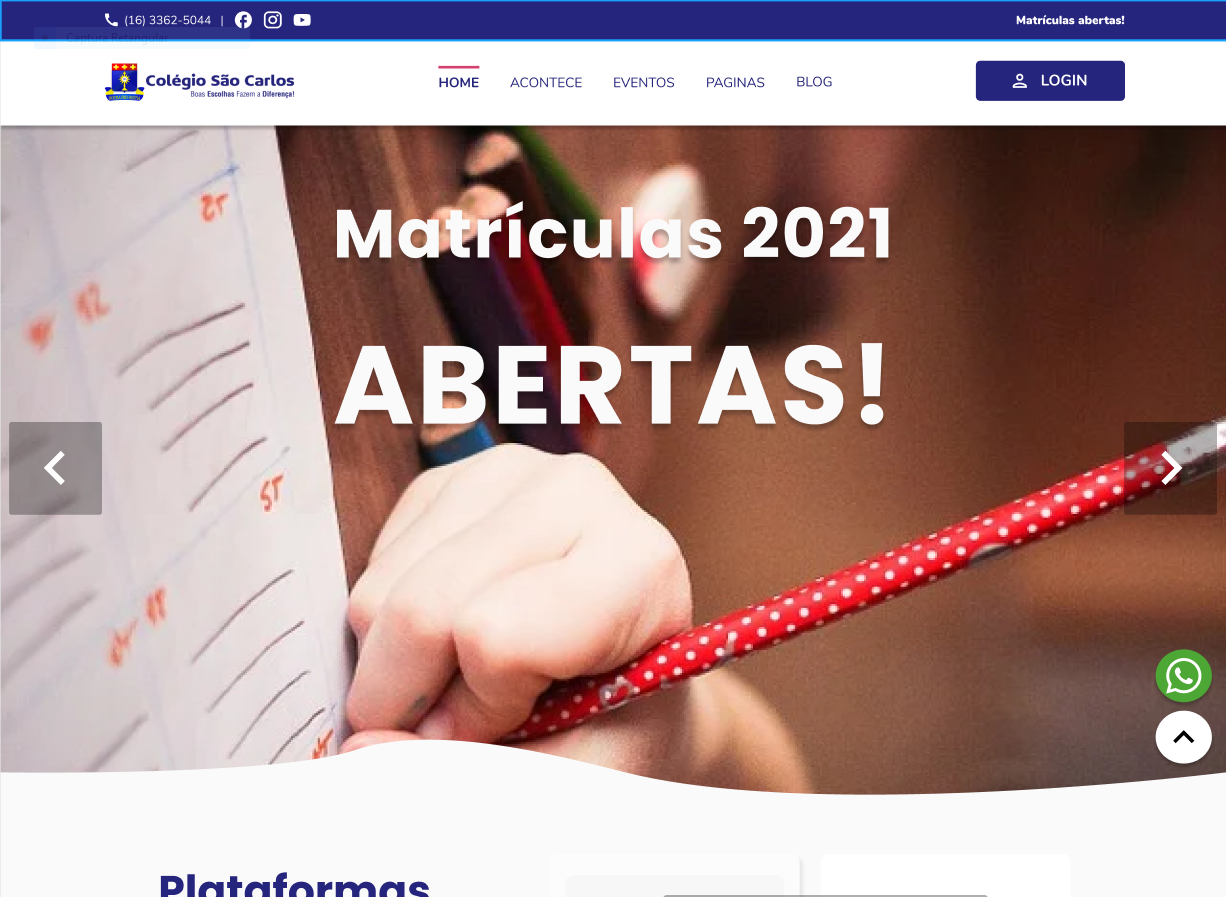 (16) 3362-5044 |
Matrículas abertas!
Colégio São Carlos
Boas Escolhas Fazem a Diferença!
HOME
ACONTECE
EVENTOS
PAGINAS
BLOG
LOGIN
Matrículas 2021
ABERTAS!
Plataformas